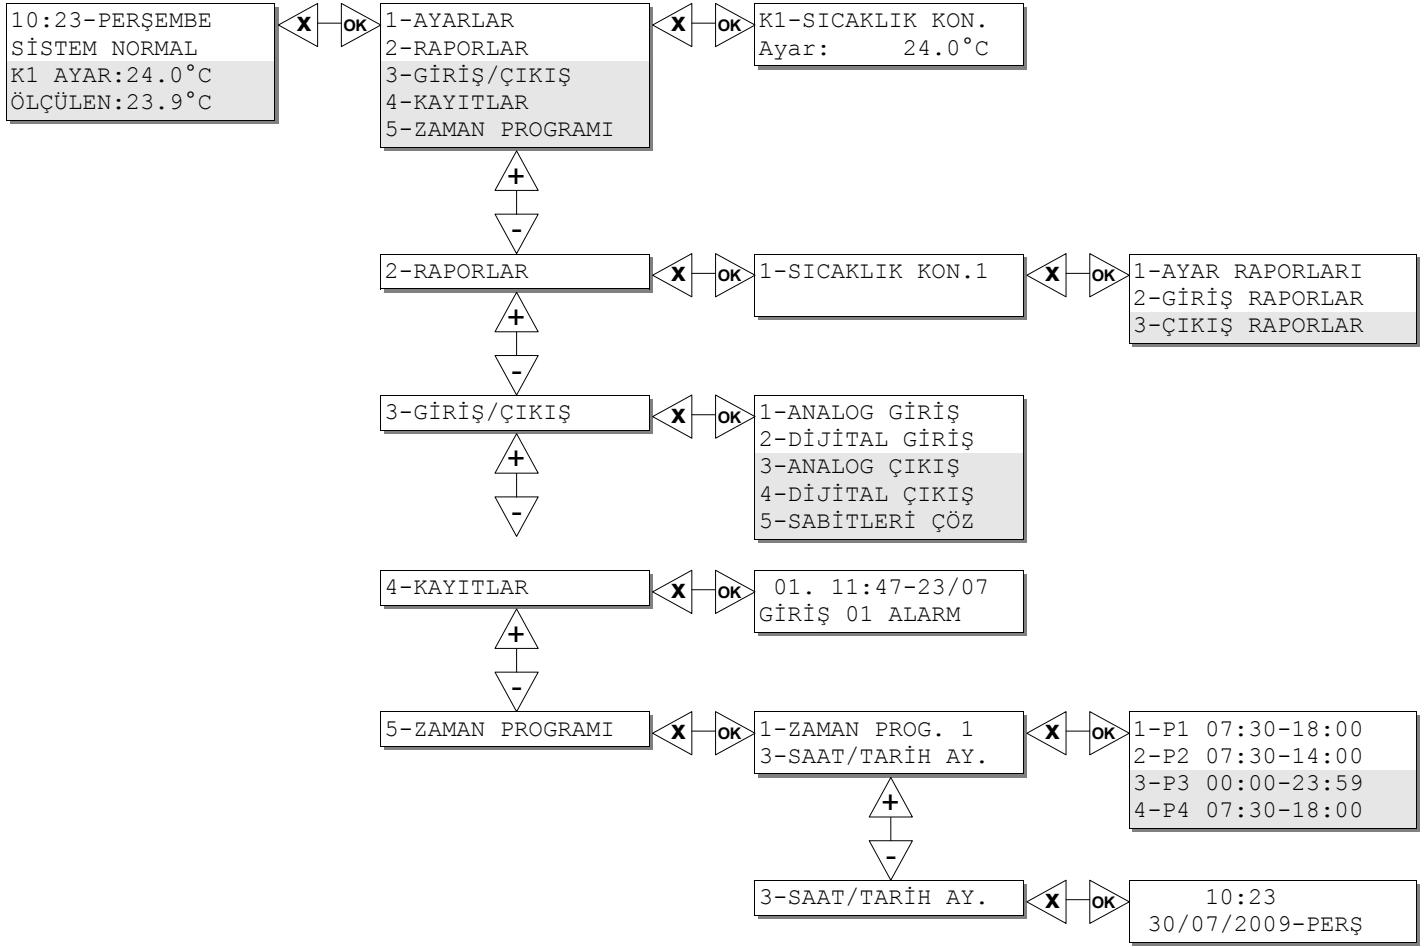 10:23-PERŞEMBE
SİSTEM NORMAL
K1 AYAR:24.0°C
ÖLÇÜLEN:23.9°C
X OK
1-AYARLAR
2-RAPORLAR
3-GİRİŞ/ÇIKIŞ
4-KAYITLAR
5-ZAMAN PROGRAMI
X OK
K1-SICAKLIK KON.
Ayar: 24.0°C
+
-
2-RAPORLAR
X OK
1-SICAKLIK KON.1
X OK
1-AYAR RAPORLARI
2-GİRİŞ RAPORLAR
3-ÇIKIŞ RAPORLAR
+
-
3-GİRİŞ/ÇIKIŞ
X OK
1-ANALOG GİRİŞ
2-DİJİTAL GİRİŞ
3-ANALOG ÇIKIŞ
4-DİJİTAL ÇIKIŞ
5-SABİTLERİ ÇÖZ
+
-
4-KAYITLAR
X OK
01. 11:47-23/07
GİRİŞ 01 ALARM
+
-
5-ZAMAN PROGRAMI
X OK
1-ZAMAN PROG. 1
3-SAAT/TARİH AY.
X OK
1-P1 07:30-18:00
2-P2 07:30-14:00
3-P3 00:00-23:59
4-P4 07:30-18:00
+
-
3-SAAT/TARİH AY.
X OK
10:23
30/07/2009-PERŞ